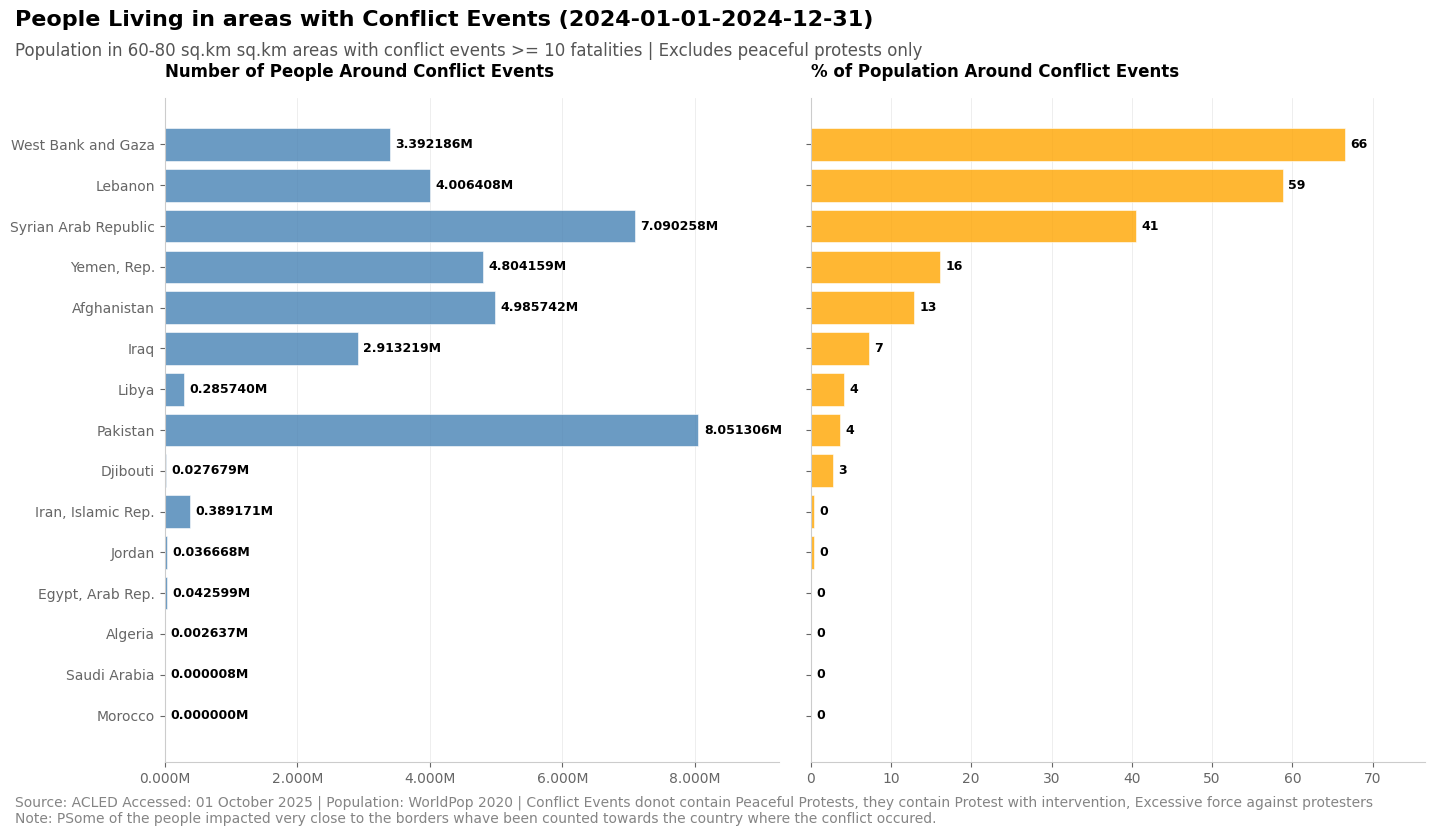 People Living in areas with Conflict Events (2024-01-01-2024-12-31)
Population in 60-80 sq.km sq.km areas with conflict events >= 10 fatalities | Excludes peaceful protests only
Number of People Around Conflict Events
West Bank and Gaza 3.392186M
Lebanon 4.006408M
Syrian Arab Republic 7.090258M
Yemen, Rep. 4.804159M
Afghanistan 4.985742M
Iraq 2.913219M
Libya 0.285740M
Pakistan 8.051306M
Djibouti 0.027679M
Iran, Islamic Rep. 0.389171M
Jordan 0.036668M
Egypt, Arab Rep. 0.042599M
Algeria 0.002637M
Saudi Arabia 0.000008M
Morocco 0.000000M
0.000M 2.000M 4.000M 6.000M 8.000M
% of Population Around Conflict Events
66
59
41
16
13
7
4
4
3
0
0
0
0
0
0
0 10 20 30 40 50 60 70
Source: ACLED Accessed: 01 October 2025 | Population: WorldPop 2020 | Conflict Events donot contain Peaceful Protests, they contain Protest with intervention, Excessive force against protesters
Note: PSome of the people impacted very close to the borders whave been counted towards the country where the conflict occured.